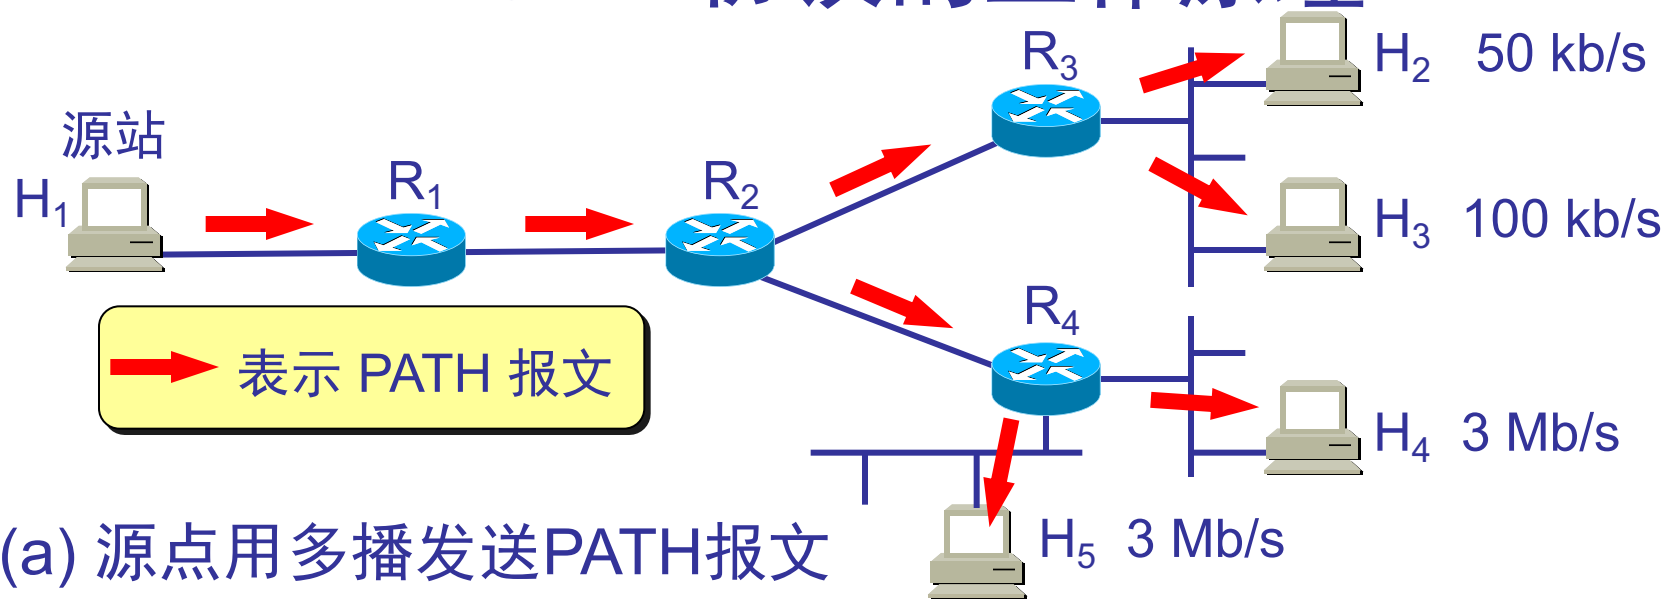 R₃
H₂ 50 kb/s
源站
H₁
R₁
R₂
H₃ 100 kb/s
R₄
表示 PATH 报文
H₄ 3 Mb/s
(a) 源点用多播发送PATH报文
H₅ 3 Mb/s